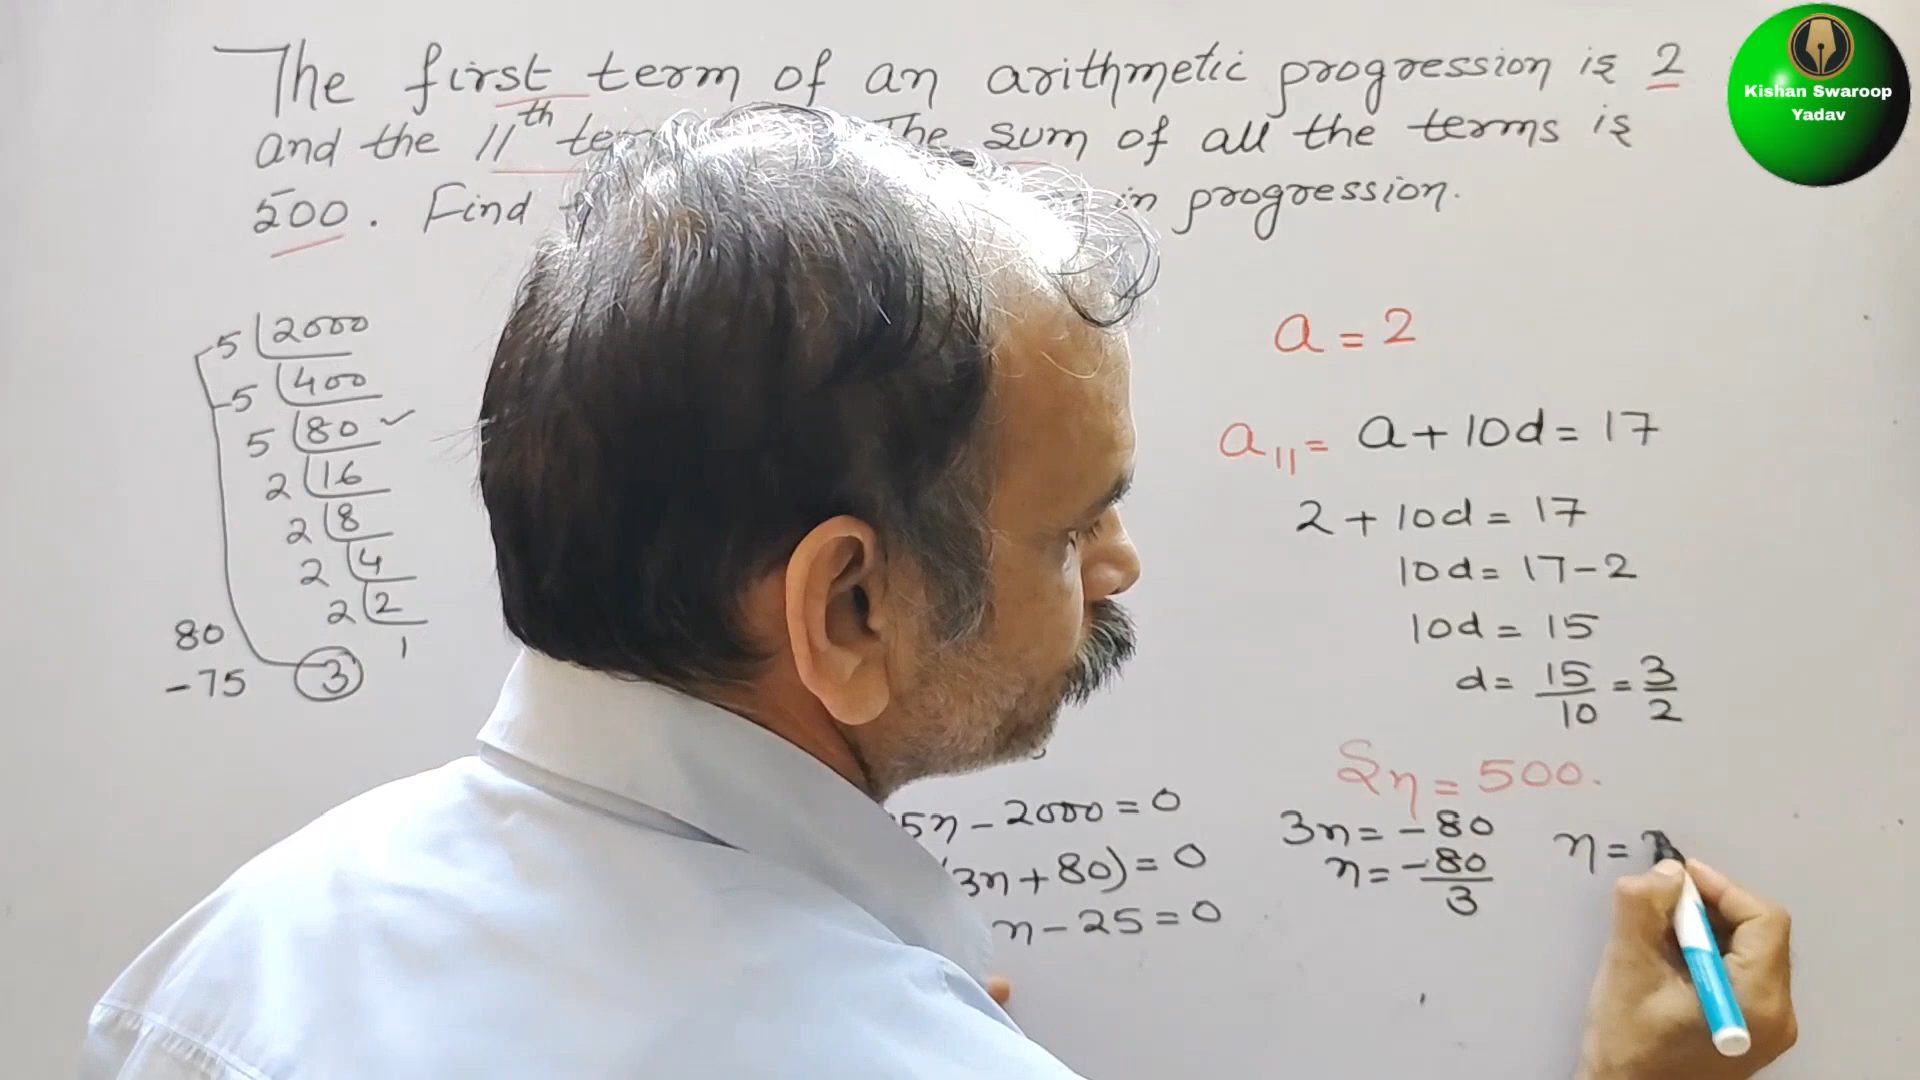 The first term of an arithmetic progression is 2
and the 11th The sum of all the terms is
500. Find in progression.
Kishan Swaroop
Yadav
5 2000
5 400
5 80 ✓
2 16
2 8
2 4
2 2
1
80
-75 3
a = 2
a11 = a + 10d = 17
2 + 10d = 17
10d = 17 - 2
10d = 15
d = 15/10 = 3/2
Sn = 500.
5n - 2000 = 0
(3n + 80) = 0
n - 25 = 0
3n = -80
n = -80/3
n =